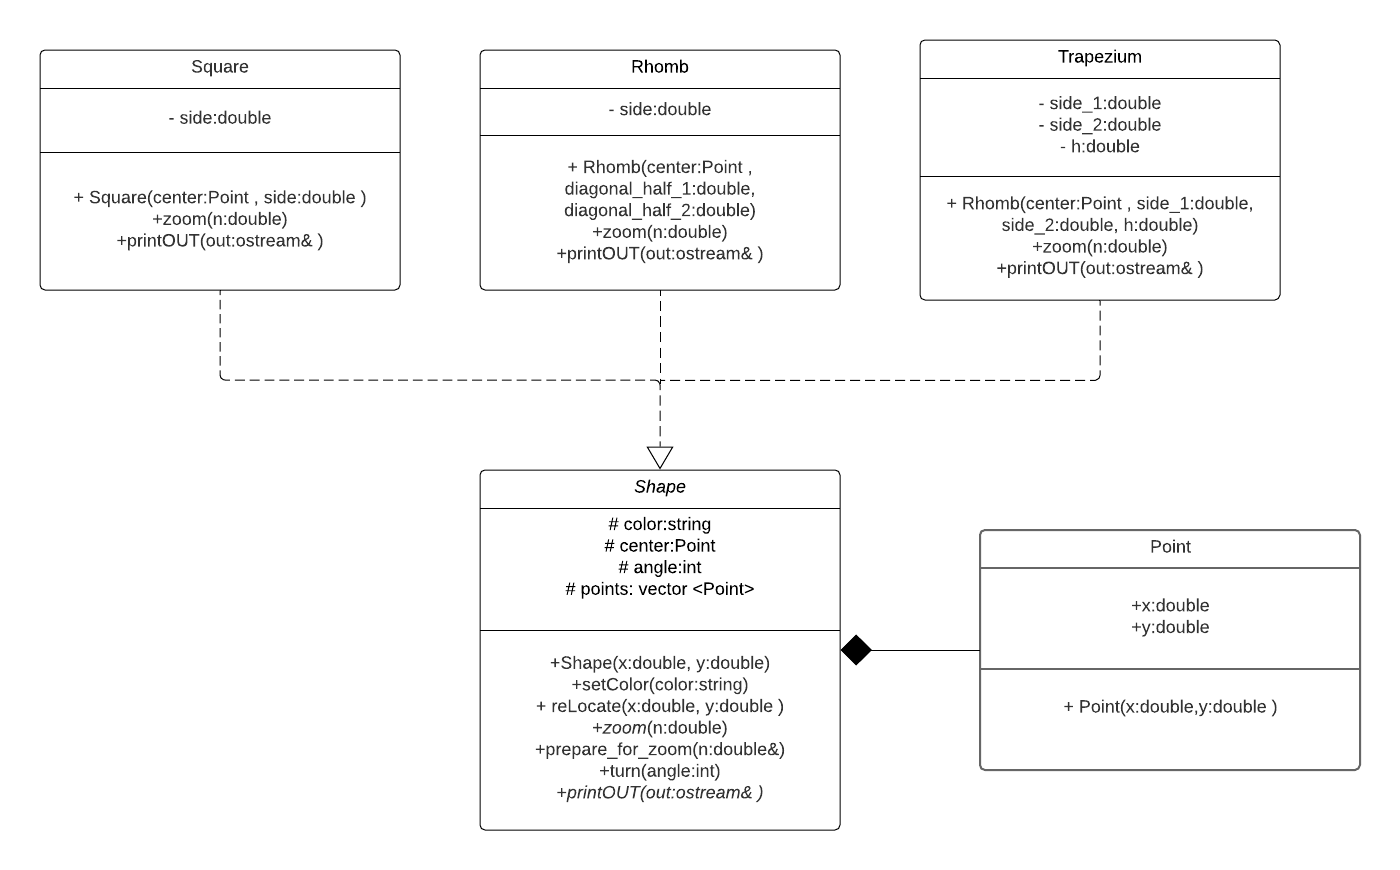 Square
- side:double
+ Square(center:Point , side:double )
+zoom(n:double)
+printOUT(out:ostream& )
Rhomb
- side:double
+ Rhomb(center:Point ,
diagonal_half_1:double,
diagonal_half_2:double)
+zoom(n:double)
+printOUT(out:ostream& )
Trapezium
- side_1:double
- side_2:double
- h:double
+ Rhomb(center:Point , side_1:double,
side_2:double, h:double)
+zoom(n:double)
+printOUT(out:ostream& )
Shape
# color:string
# center:Point
# angle:int
# points: vector <Point>
+Shape(x:double, y:double)
+setColor(color:string)
+ reLocate(x:double, y:double )
+zoom(n:double)
+prepare_for_zoom(n:double&)
+turn(angle:int)
+printOUT(out:ostream& )
Point
+x:double
+y:double
+ Point(x:double,y:double )